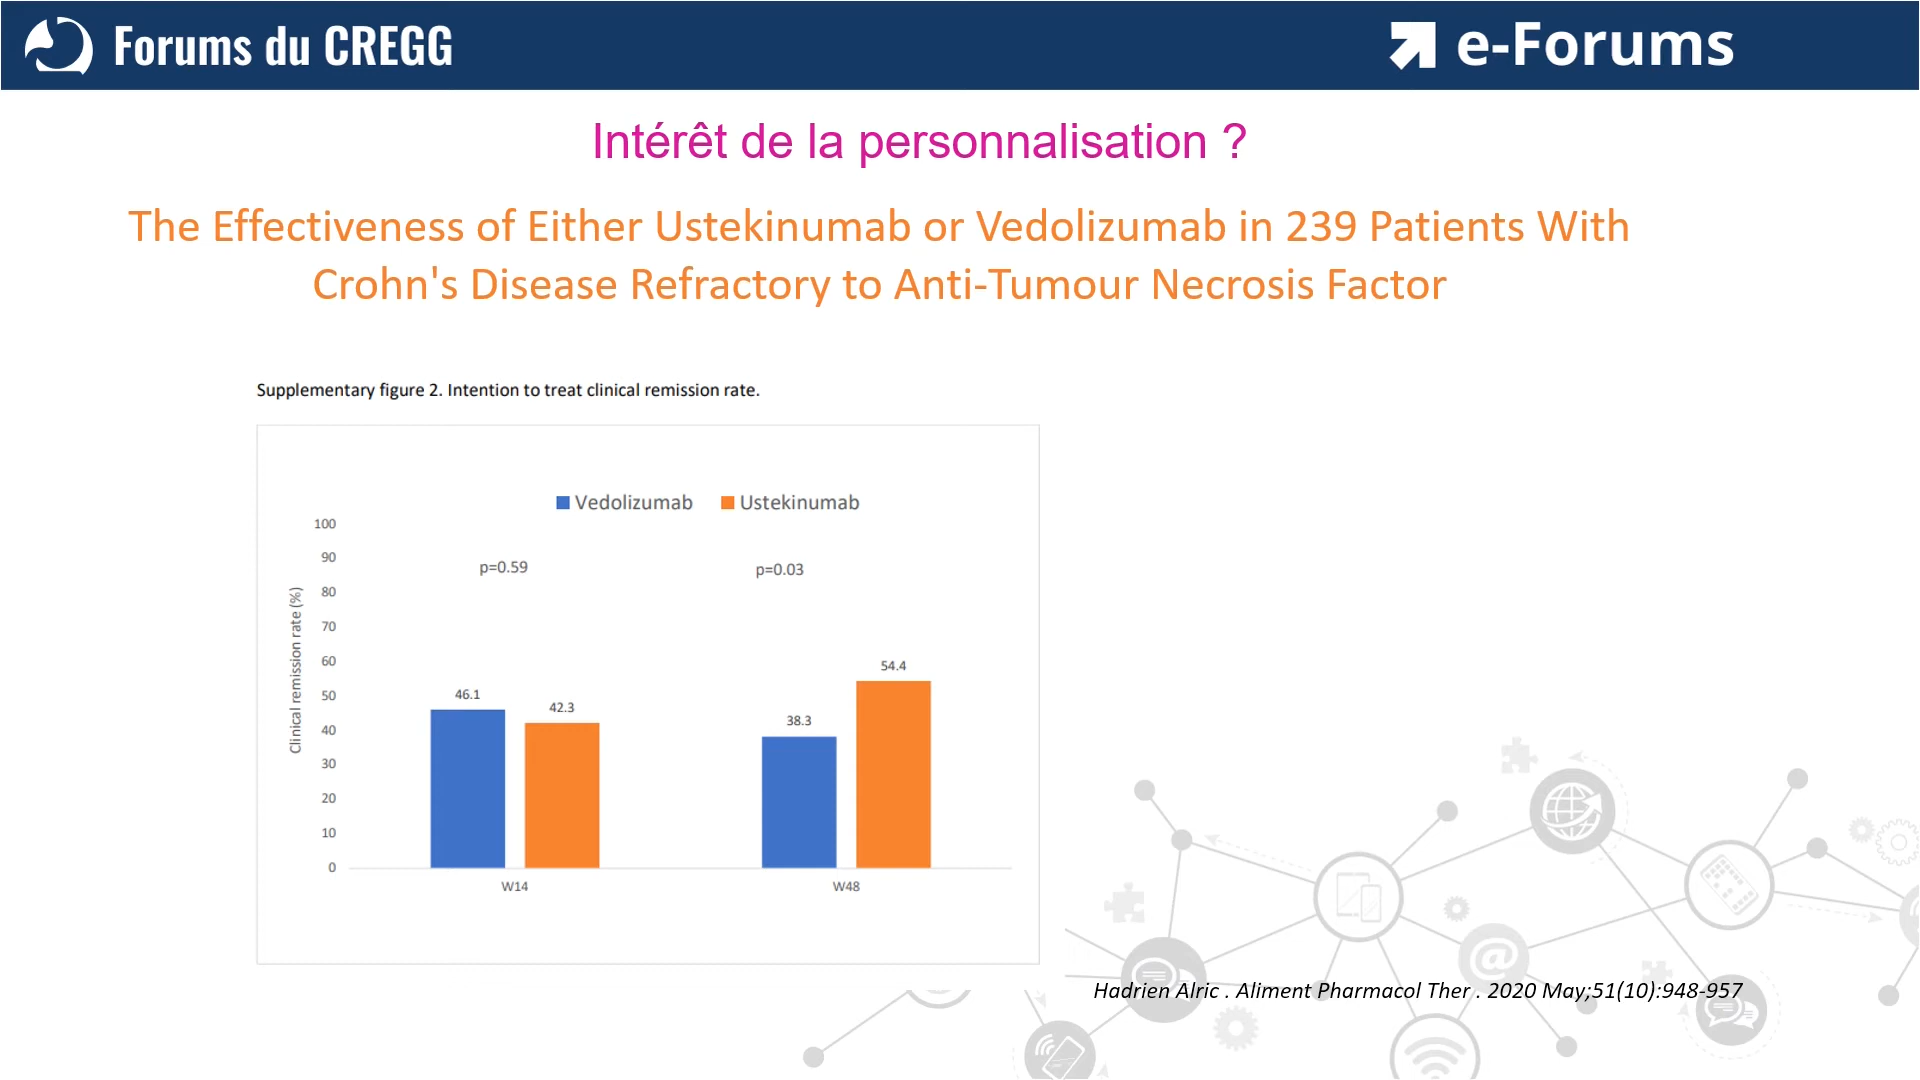 Forums du CREGG
e-Forums
Intérêt de la personnalisation ?
The Effectiveness of Either Ustekinumab or Vedolizumab in 239 Patients With
Crohn's Disease Refractory to Anti-Tumour Necrosis Factor
Supplementary figure 2. Intention to treat clinical remission rate.
Vedolizumab
Ustekinumab
100
90
80
70
60
50
40
30
20
10
0
Clinical remission rate (%)
p=0.59
p=0.03
46.1
42.3
38.3
54.4
W14
W48
@
Hadrien Alric . Aliment Pharmacol Ther . 2020 May;51(10):948-957